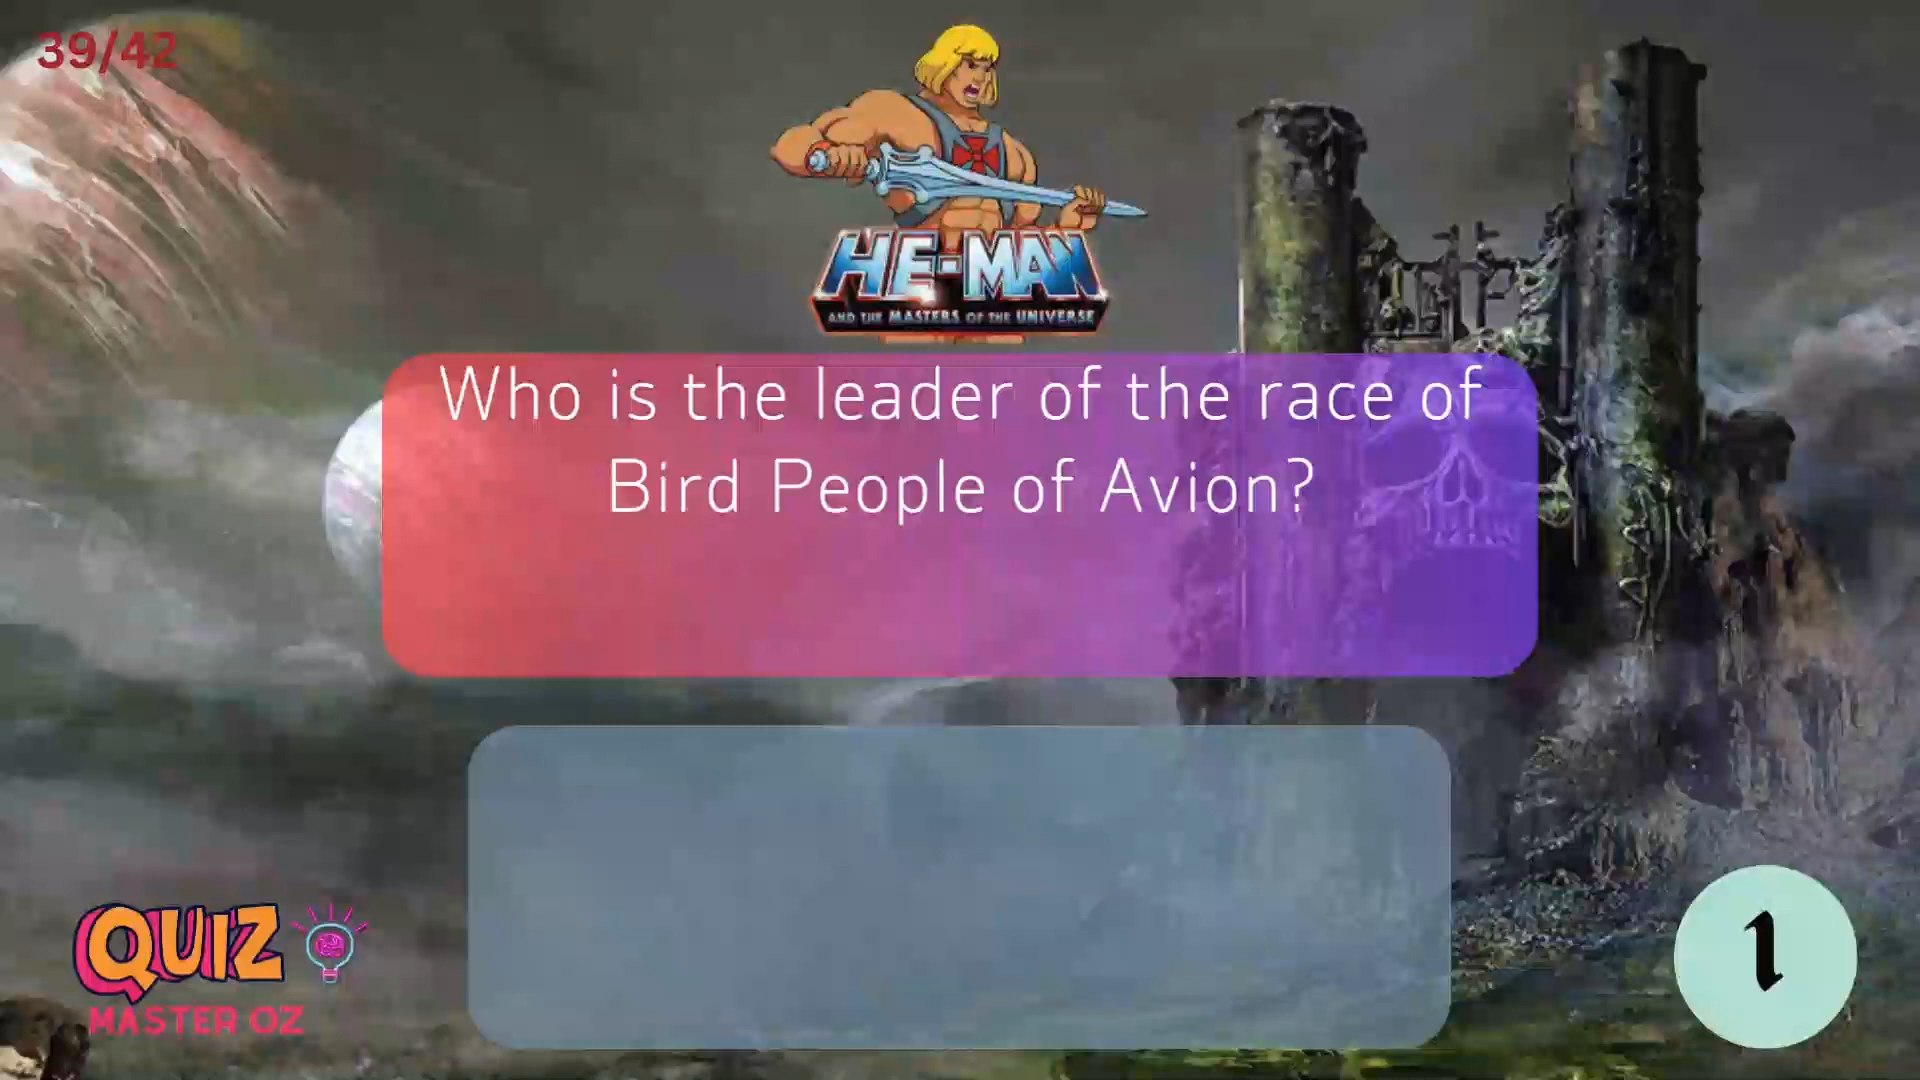 39/42
HE-MAN
AND THE MASTERS OF THE UNIVERSE
Who is the leader of the race of
Bird People of Avion?
QUIZ
MASTER OZ
1